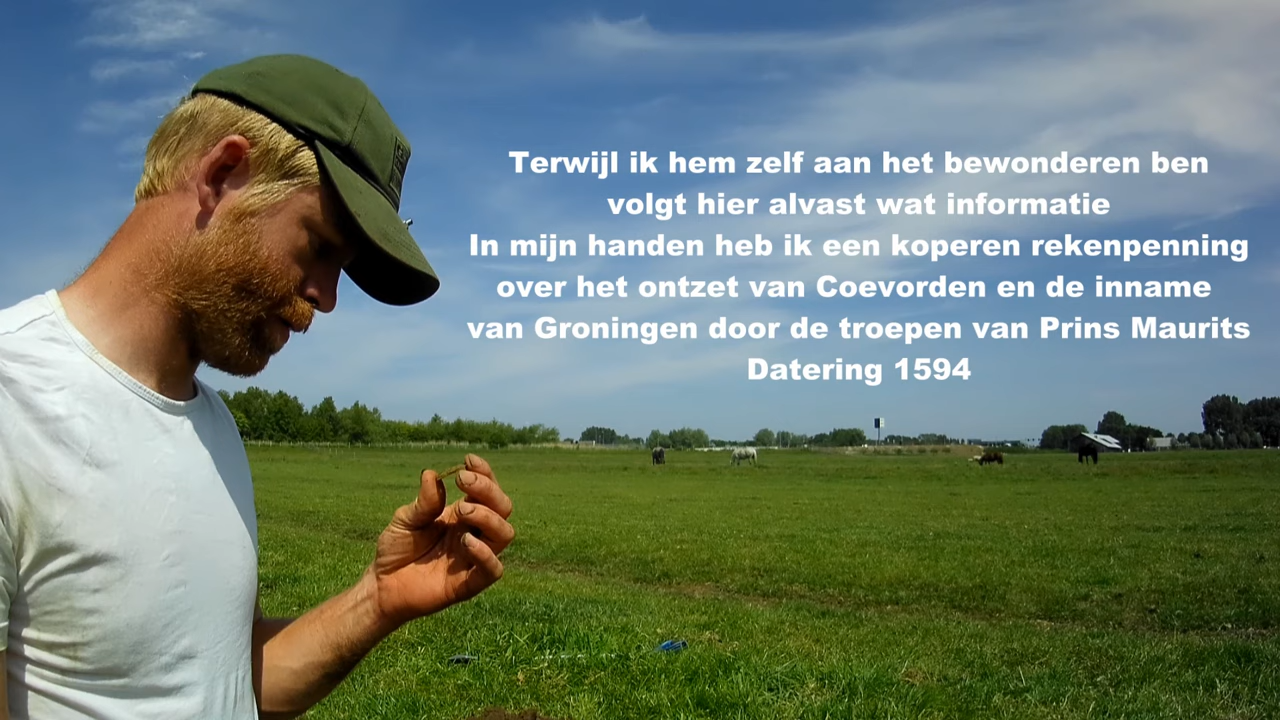 Terwijl ik hem zelf aan het bewonderen ben
volgt hier alvast wat informatie
In mijn handen heb ik een koperen rekenpenning
over het ontzet van Coevorden en de inname
van Groningen door de troepen van Prins Maurits
Datering 1594